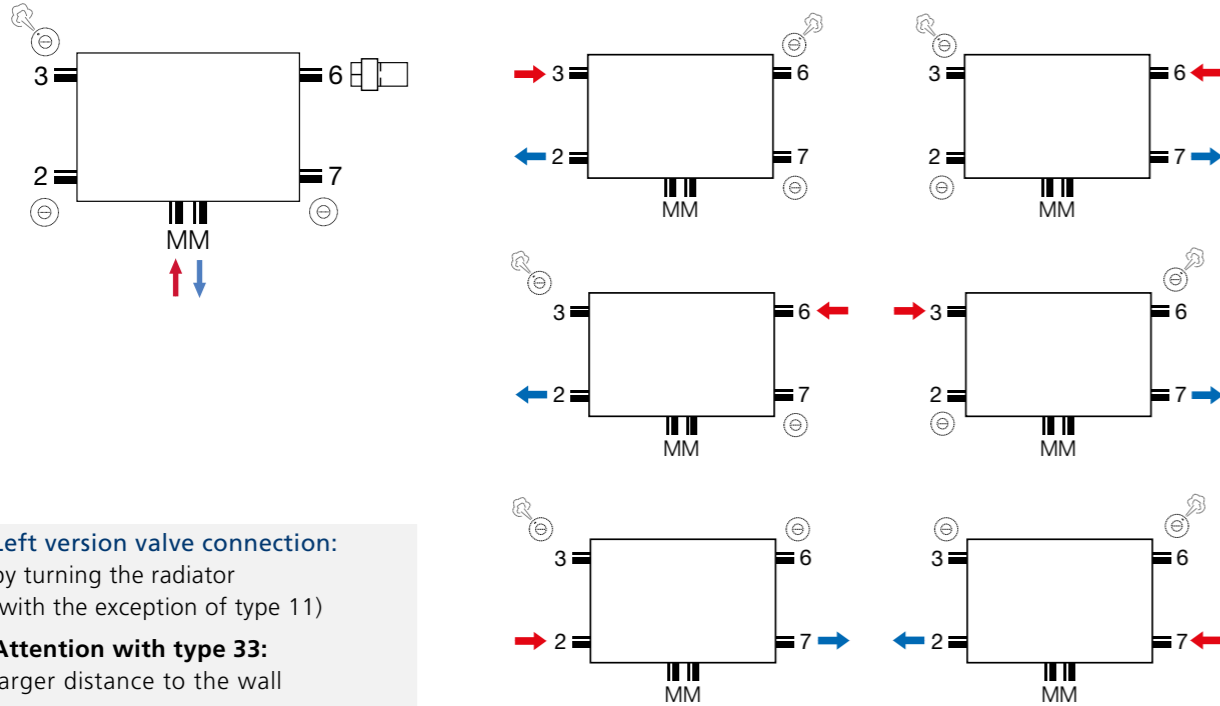 3 6
2 7
MM
3 6
2 7
MM
3 6
2 7
MM
3 6
2 7
MM
3 6
2 7
MM
3 6
2 7
MM
3 6
2 7
MM
Left version valve connection:
by turning the radiator
(with the exception of type 11)
Attention with type 33:
larger distance to the wall